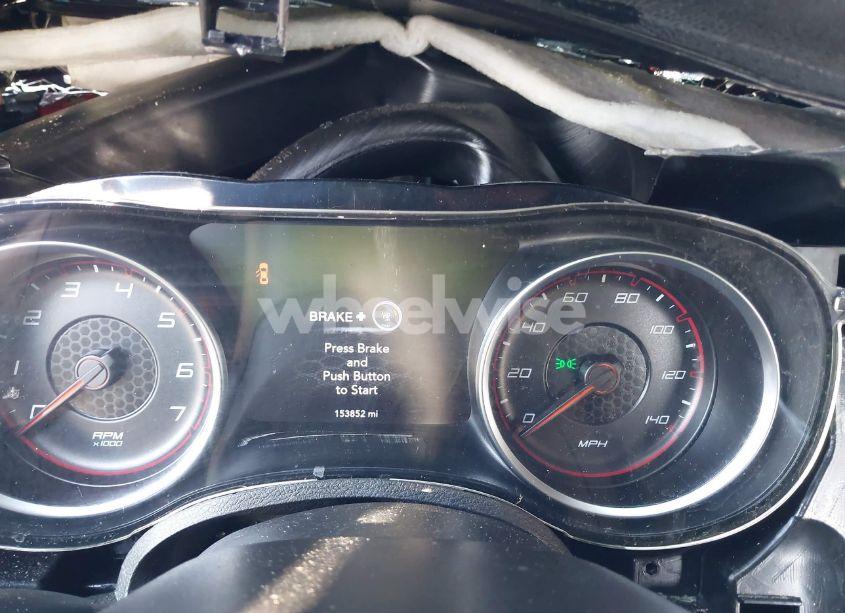 wheelwise
BRAKE +
Press Brake
and
Push Button
to Start
153852 mi
0 1 2 3 4 5 6 7
RPM
x1000
0 20 40 60 80 100 120 140
MPH